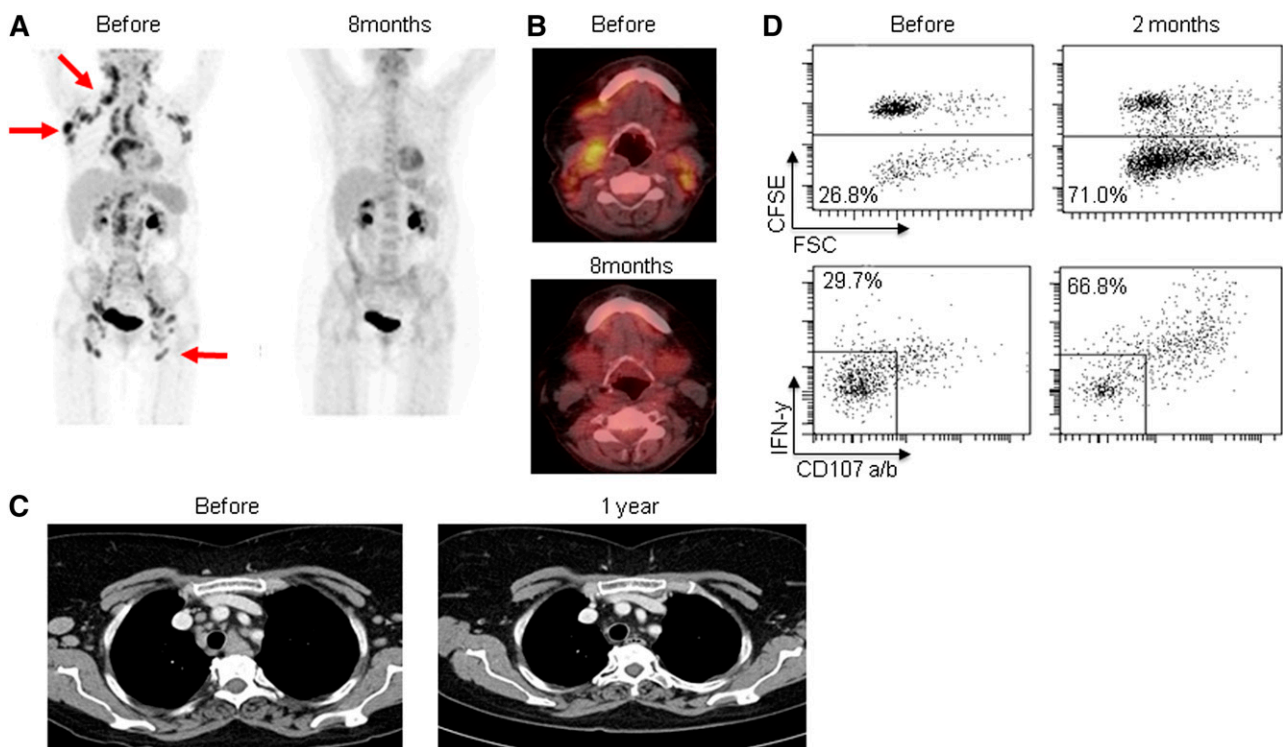 A
Before
8months
B
Before
8months
D
Before
2 months
CFSE
26.8%
71.0%
FSC
29.7%
66.8%
IFN-y
CD107 a/b
C
Before
1 year